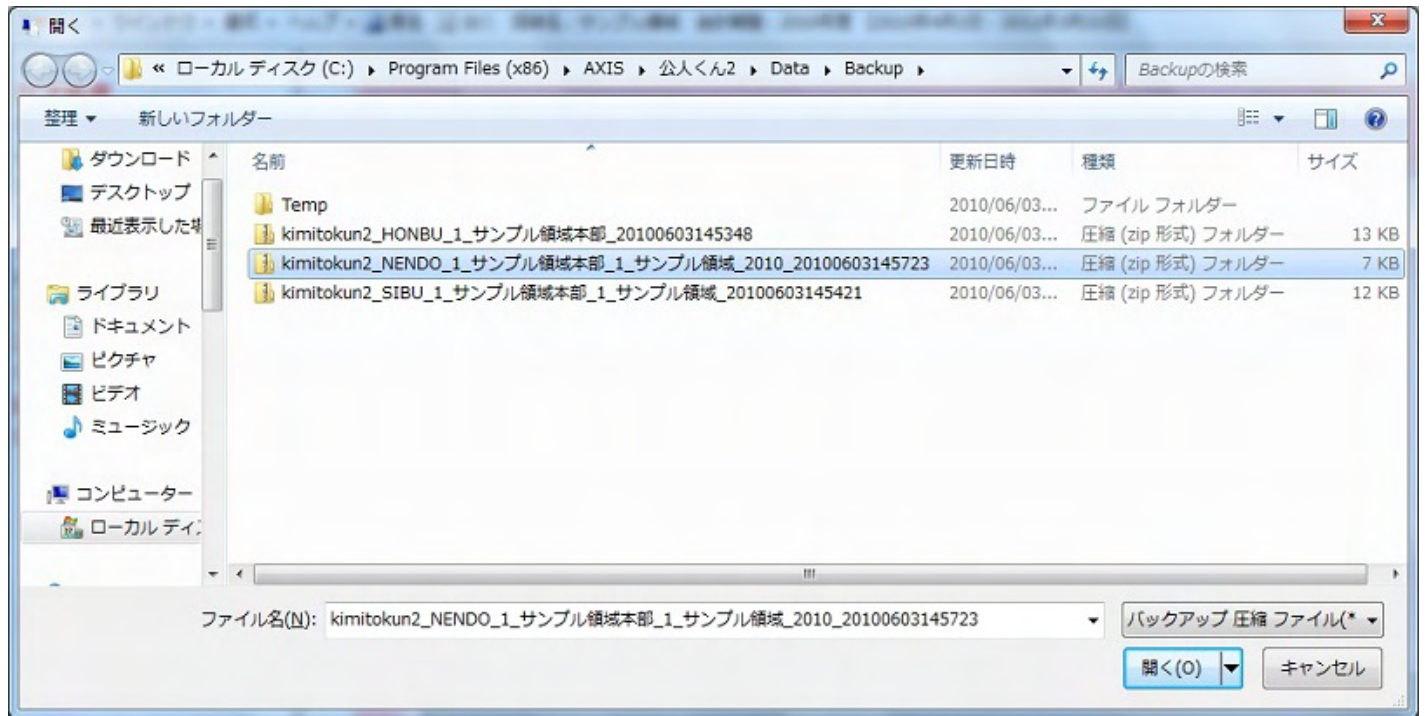 開く
« ローカル ディスク (C:) ▸ Program Files (x86) ▸ AXIS ▸ 公人くん2 ▸ Data ▸ Backup ▸
Backupの検索
整理 ▼ 新しいフォルダー
ダウンロード
デスクトップ
最近表示した場
ライブラリ
ドキュメント
ピクチャ
ビデオ
ミュージック
コンピューター
ローカル ディ
名前 更新日時 種類 サイズ
Temp 2010/06/03... ファイル フォルダー
kimitokun2_HONBU_1_サンプル領域本部_20100603145348 2010/06/03... 圧縮 (zip 形式) フォルダー 13 KB
kimitokun2_NENDO_1_サンプル領域本部_1_サンプル領域_2010_20100603145723 2010/06/03... 圧縮 (zip 形式) フォルダー 7 KB
kimitokun2_SIBU_1_サンプル領域本部_1_サンプル領域_20100603145421 2010/06/03... 圧縮 (zip 形式) フォルダー 12 KB
ファイル名(N): kimitokun2_NENDO_1_サンプル領域本部_1_サンプル領域_2010_20100603145723
バックアップ 圧縮 ファイル(*
開く(O) キャンセル